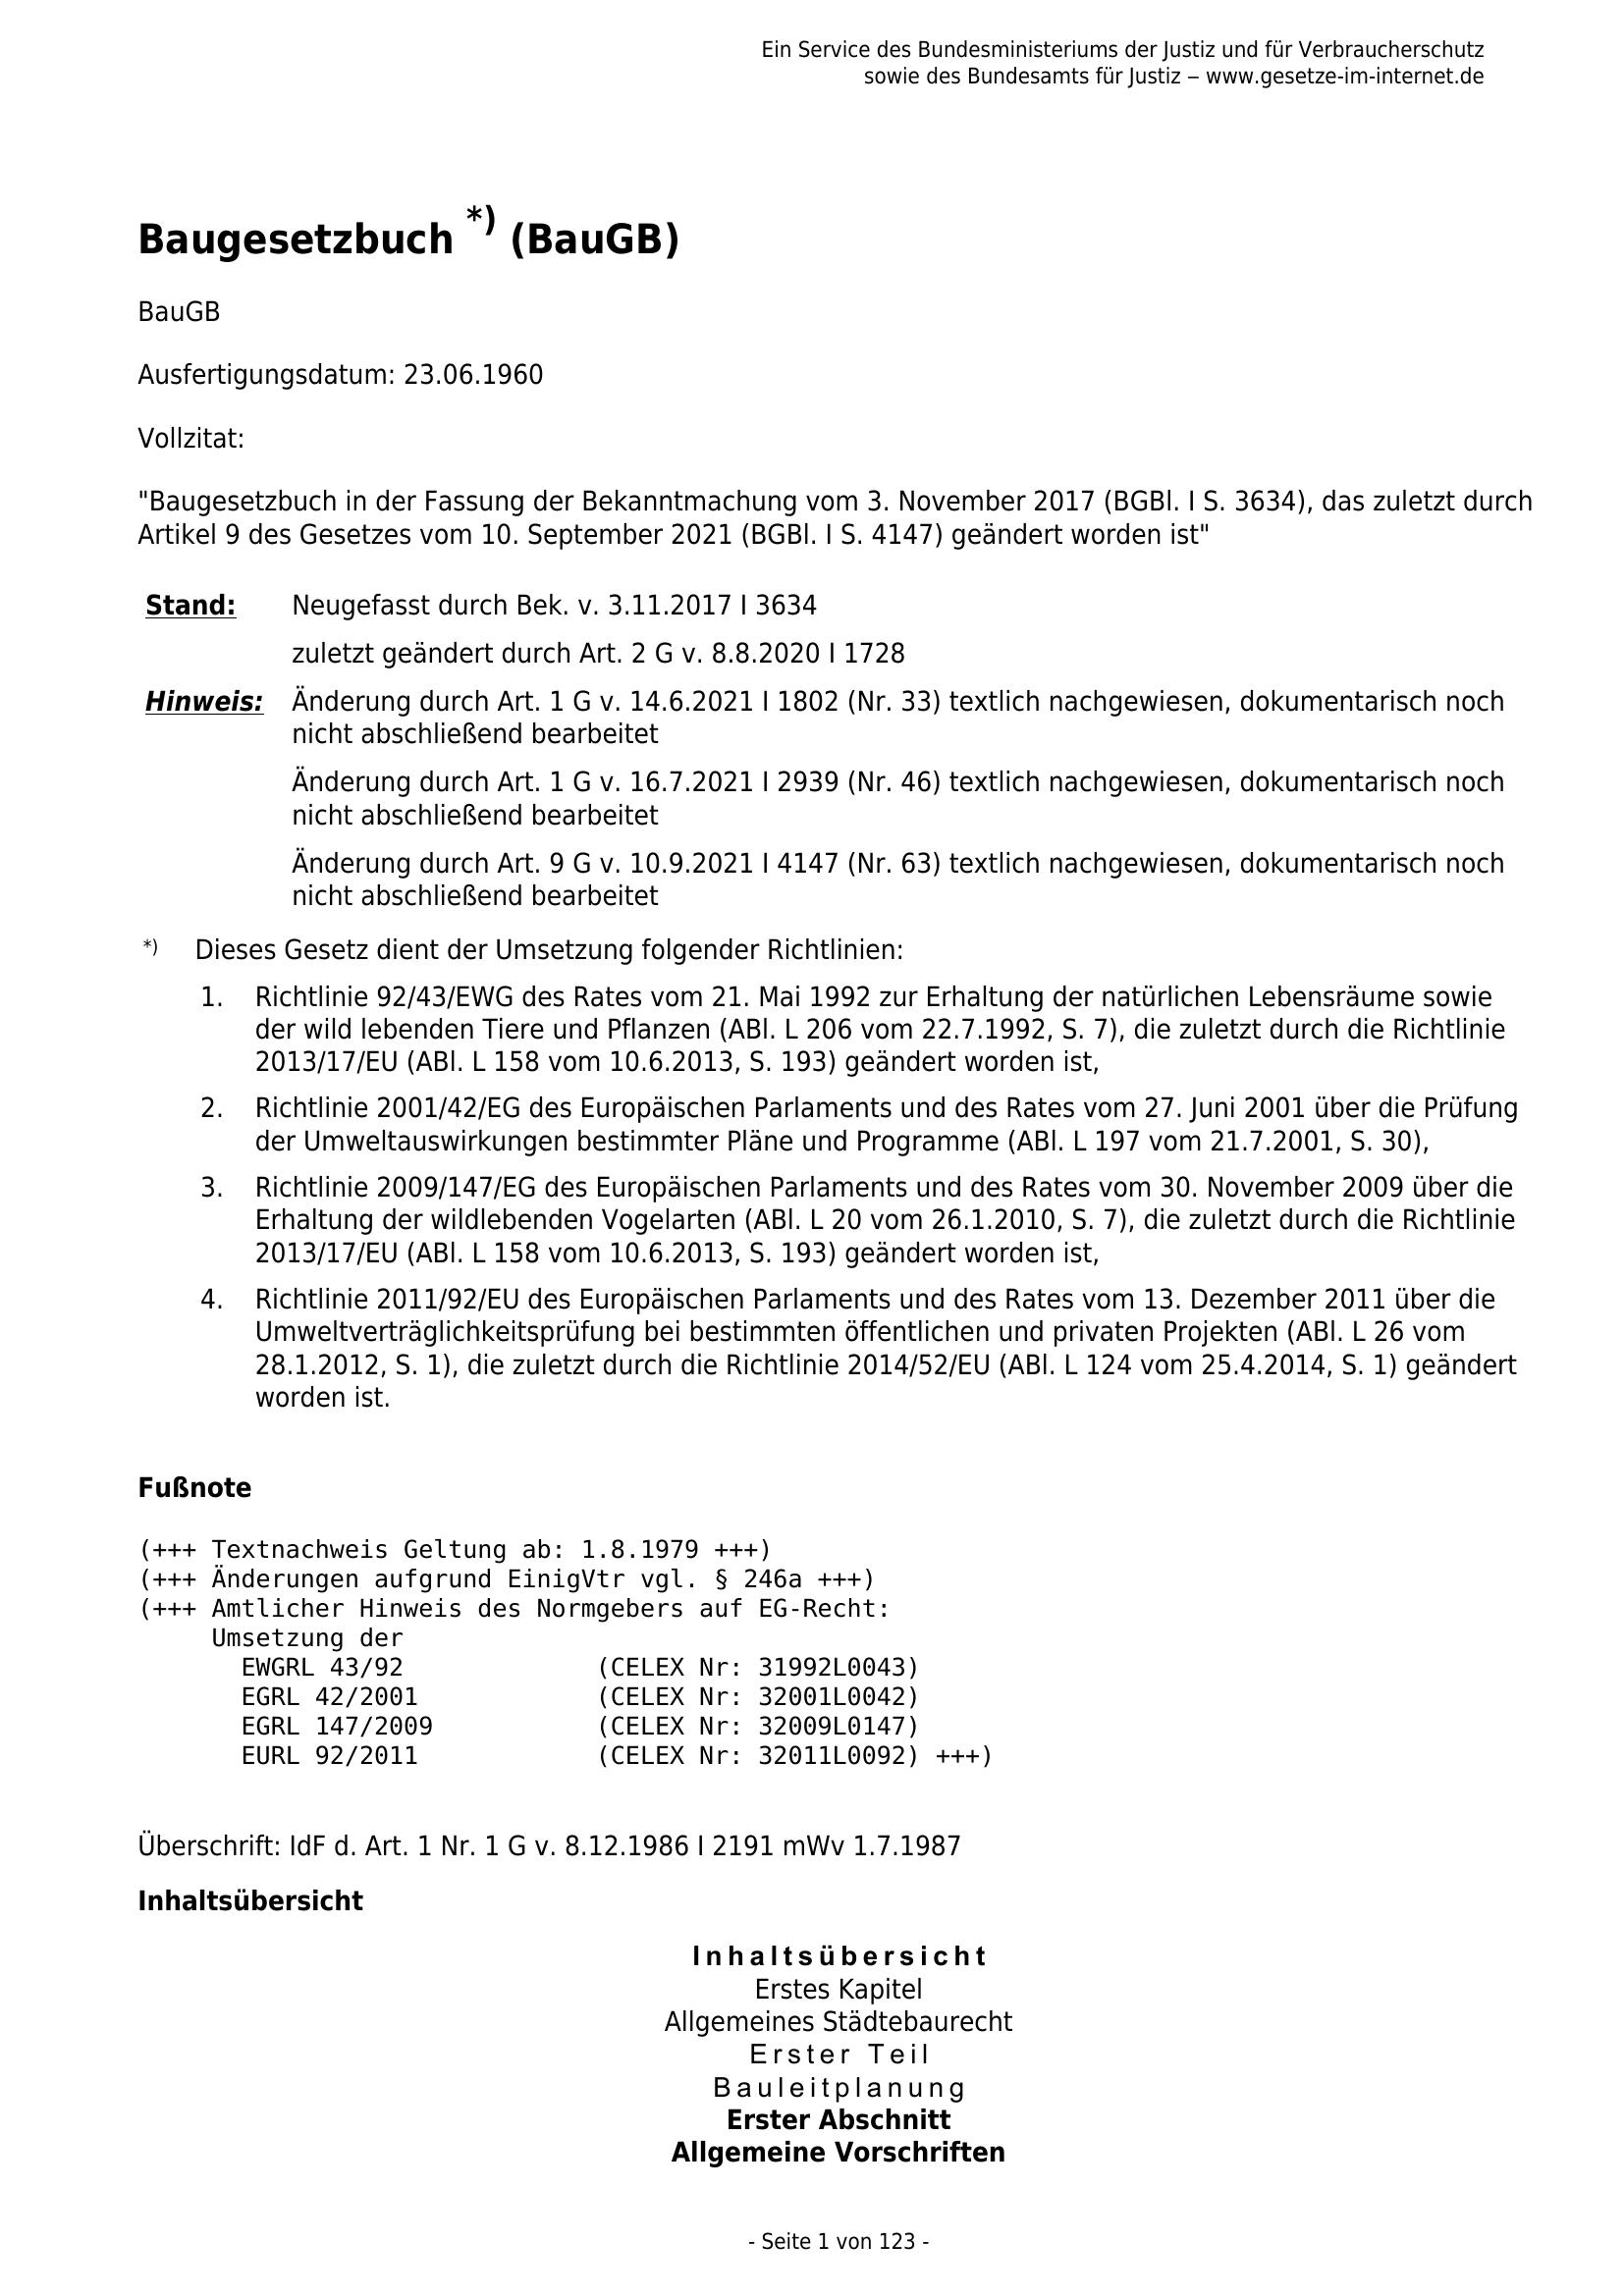 Ein Service des Bundesministeriums der Justiz und für Verbraucherschutz
sowie des Bundesamts für Justiz – www.gesetze-im-internet.de
Baugesetzbuch *) (BauGB)
BauGB
Ausfertigungsdatum: 23.06.1960
Vollzitat:
"Baugesetzbuch in der Fassung der Bekanntmachung vom 3. November 2017 (BGBl. I S. 3634), das zuletzt durch
Artikel 9 des Gesetzes vom 10. September 2021 (BGBl. I S. 4147) geändert worden ist"
Stand: Neugefasst durch Bek. v. 3.11.2017 I 3634
zuletzt geändert durch Art. 2 G v. 8.8.2020 I 1728
Hinweis: Änderung durch Art. 1 G v. 14.6.2021 I 1802 (Nr. 33) textlich nachgewiesen, dokumentarisch noch
nicht abschließend bearbeitet
Änderung durch Art. 1 G v. 16.7.2021 I 2939 (Nr. 46) textlich nachgewiesen, dokumentarisch noch
nicht abschließend bearbeitet
Änderung durch Art. 9 G v. 10.9.2021 I 4147 (Nr. 63) textlich nachgewiesen, dokumentarisch noch
nicht abschließend bearbeitet
*) Dieses Gesetz dient der Umsetzung folgender Richtlinien:
1. Richtlinie 92/43/EWG des Rates vom 21. Mai 1992 zur Erhaltung der natürlichen Lebensräume sowie
der wild lebenden Tiere und Pflanzen (ABl. L 206 vom 22.7.1992, S. 7), die zuletzt durch die Richtlinie
2013/17/EU (ABl. L 158 vom 10.6.2013, S. 193) geändert worden ist,
2. Richtlinie 2001/42/EG des Europäischen Parlaments und des Rates vom 27. Juni 2001 über die Prüfung
der Umweltauswirkungen bestimmter Pläne und Programme (ABl. L 197 vom 21.7.2001, S. 30),
3. Richtlinie 2009/147/EG des Europäischen Parlaments und des Rates vom 30. November 2009 über die
Erhaltung der wildlebenden Vogelarten (ABl. L 20 vom 26.1.2010, S. 7), die zuletzt durch die Richtlinie
2013/17/EU (ABl. L 158 vom 10.6.2013, S. 193) geändert worden ist,
4. Richtlinie 2011/92/EU des Europäischen Parlaments und des Rates vom 13. Dezember 2011 über die
Umweltverträglichkeitsprüfung bei bestimmten öffentlichen und privaten Projekten (ABl. L 26 vom
28.1.2012, S. 1), die zuletzt durch die Richtlinie 2014/52/EU (ABl. L 124 vom 25.4.2014, S. 1) geändert
worden ist.
Fußnote
(+++ Textnachweis Geltung ab: 1.8.1979 +++)
(+++ Änderungen aufgrund EinigVtr vgl. § 246a +++)
(+++ Amtlicher Hinweis des Normgebers auf EG-Recht:
Umsetzung der
EWGRL 43/92 (CELEX Nr: 31992L0043)
EGRL 42/2001 (CELEX Nr: 32001L0042)
EGRL 147/2009 (CELEX Nr: 32009L0147)
EURL 92/2011 (CELEX Nr: 32011L0092) +++)
Überschrift: IdF d. Art. 1 Nr. 1 G v. 8.12.1986 I 2191 mWv 1.7.1987
Inhaltsübersicht
Inhaltsübersicht
Erstes Kapitel
Allgemeines Städtebaurecht
Erster Teil
Bauleitplanung
Erster Abschnitt
Allgemeine Vorschriften
- Seite 1 von 123 -